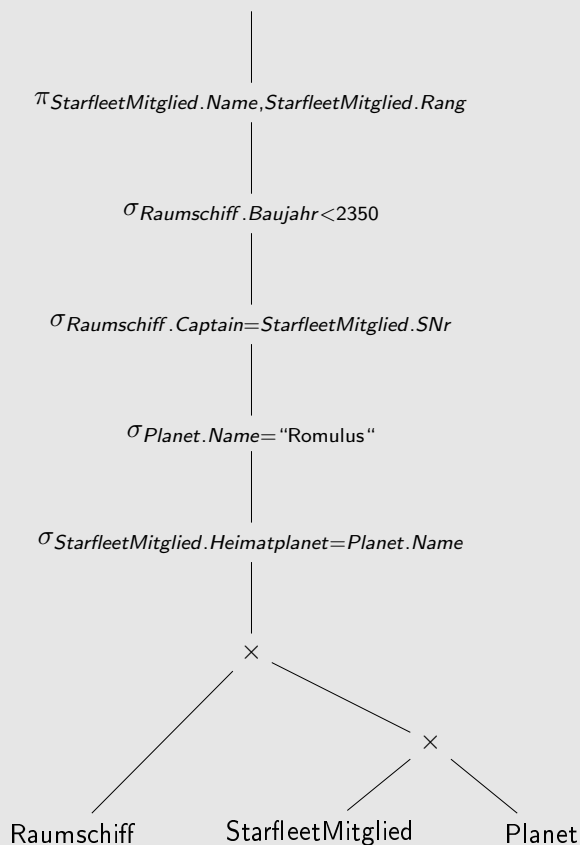 π StarfleetMitglied.Name,StarfleetMitglied.Rang
σ Raumschiff.Baujahr<2350
σ Raumschiff.Captain=StarfleetMitglied.SNr
σ Planet.Name=“Romulus“
σ StarfleetMitglied.Heimatplanet=Planet.Name
×
×
Raumschiff StarfleetMitglied Planet